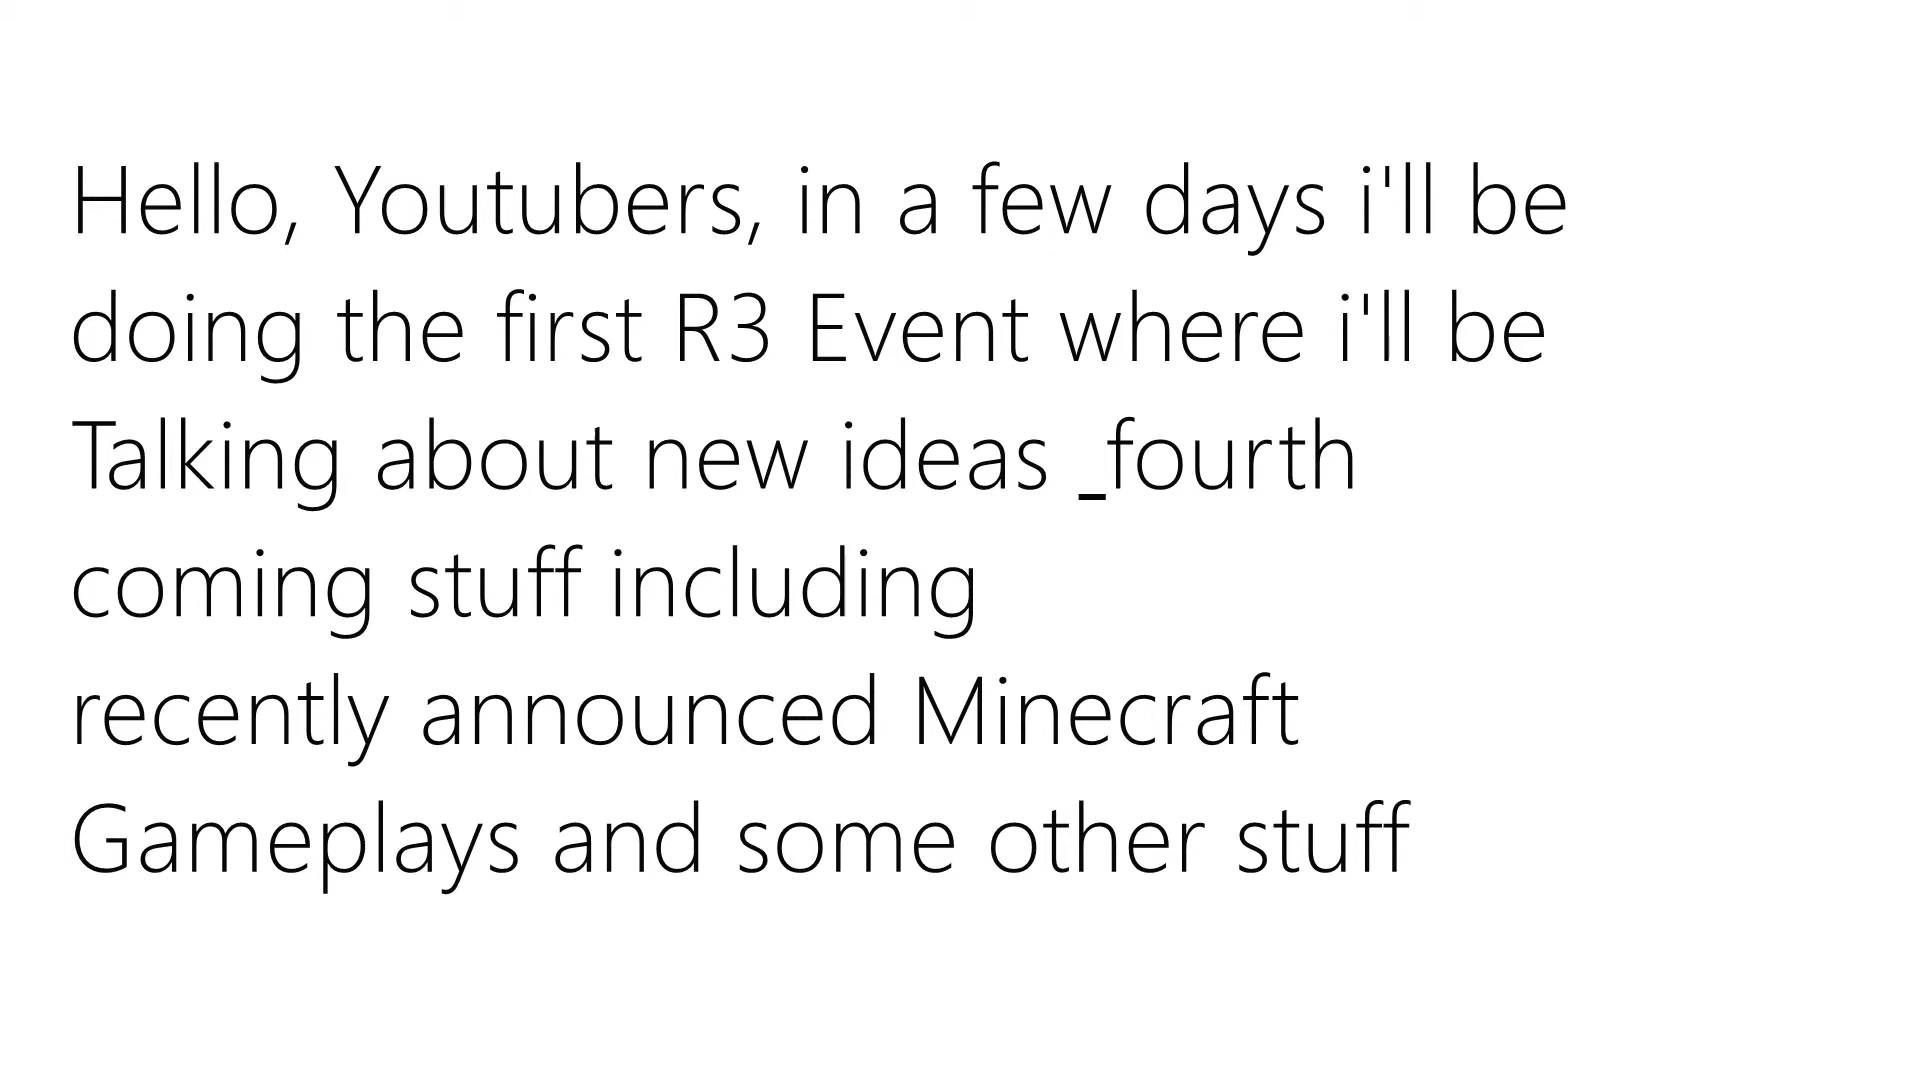 Hello, Youtubers, in a few days i'll be
doing the first R3 Event where i'll be
Talking about new ideas _fourth
coming stuff including
recently announced Minecraft
Gameplays and some other stuff